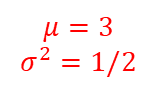 μ = 3
σ² = 1/2